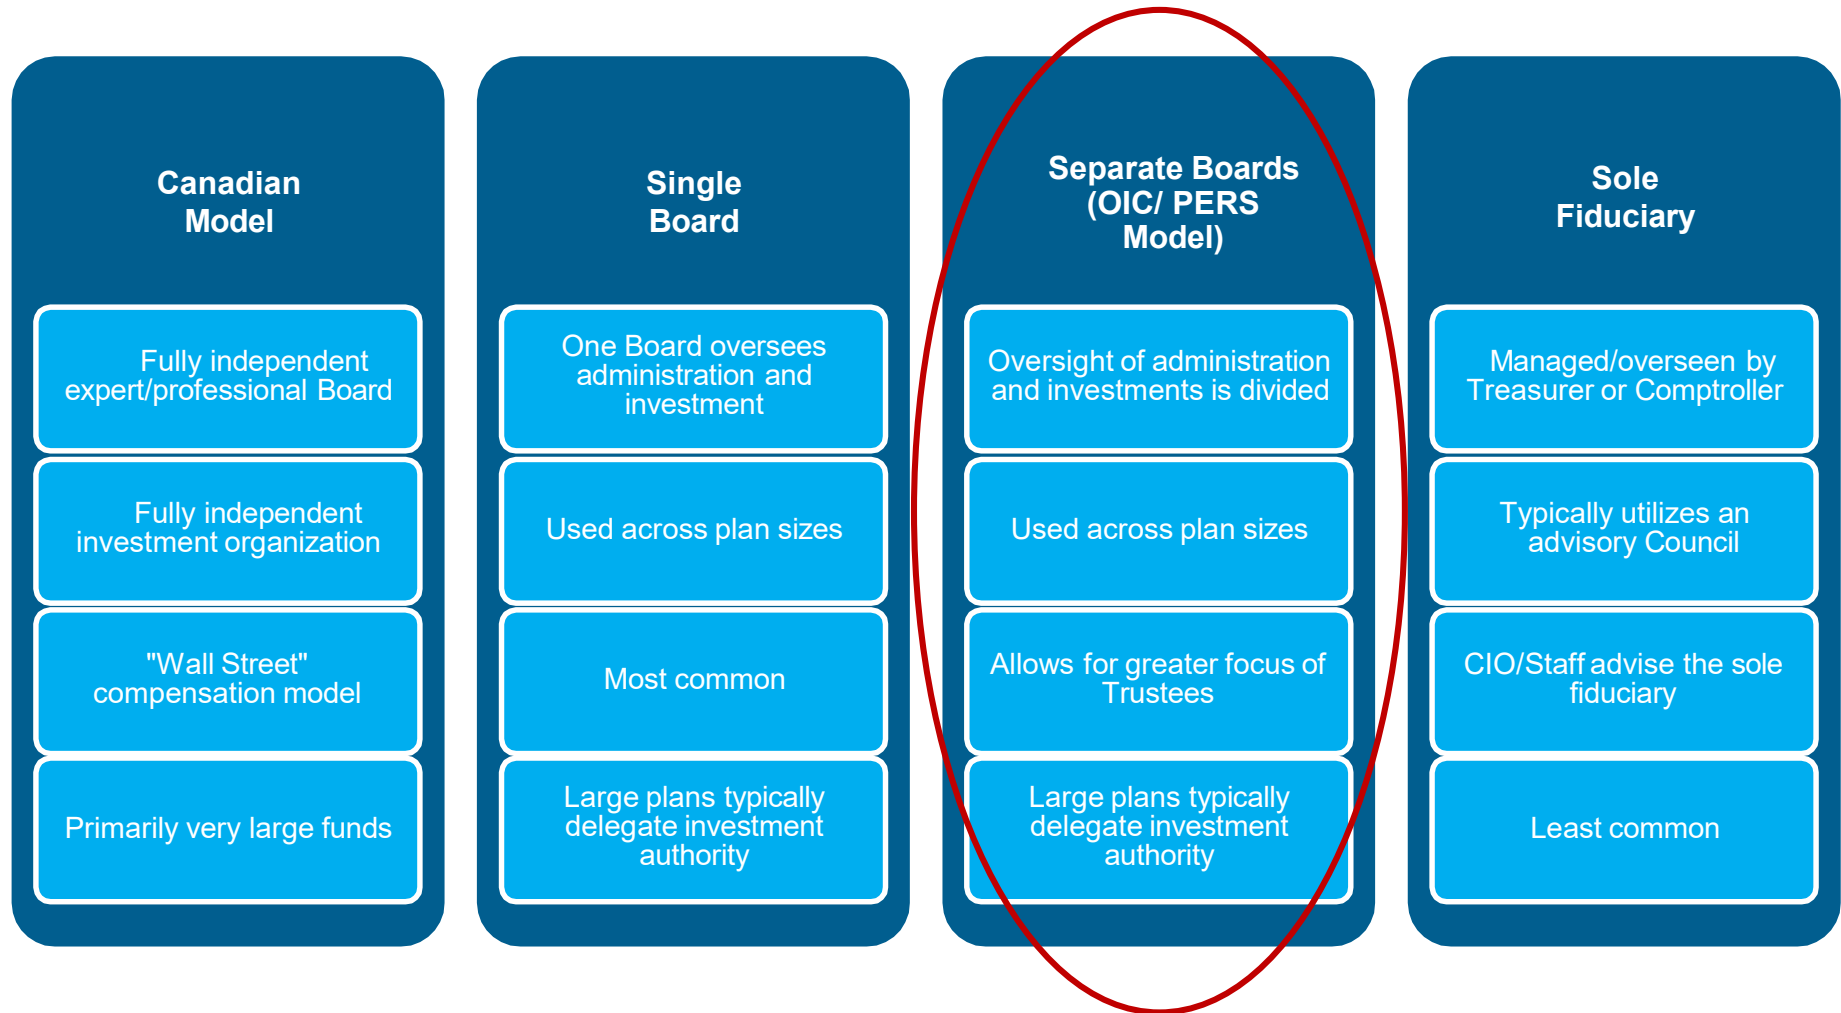 Canadian
Model
Fully independent
expert/professional Board
Fully independent
investment organization
"Wall Street"
compensation model
Primarily very large funds
Single
Board
One Board oversees
administration and
investment
Used across plan sizes
Most common
Large plans typically
delegate investment
authority
Separate Boards
(OIC/ PERS
Model)
Oversight of administration
and investments is divided
Used across plan sizes
Allows for greater focus of
Trustees
Large plans typically
delegate investment
authority
Sole
Fiduciary
Managed/overseen by
Treasurer or Comptroller
Typically utilizes an
advisory Council
CIO/Staff advise the sole
fiduciary
Least common